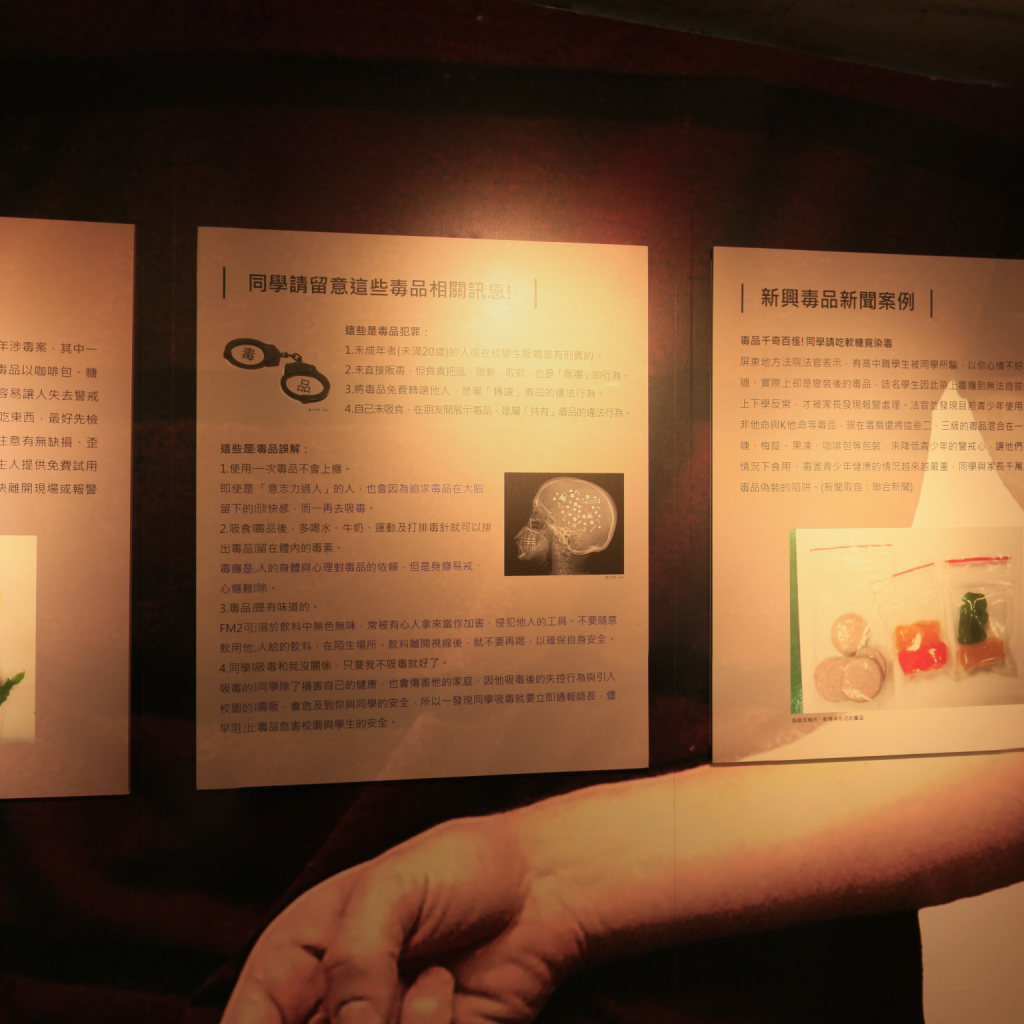 年涉毒案，其中一
毒品以咖啡包、糖
容易讓人失去警戒
吃東西，最好先檢
注意有無缺損、歪
生人提供免費試用
快離開現場或報警
同學請留意這些毒品相關訊息!
毒
品
這些是毒品犯罪：
1.未成年者(未滿20歲)的人或在校學生販毒是有刑責的。
2.未直接販毒，但負責把風、聯繫、取款，也是「販毒」的行為。
3.將毒品免費轉讓他人，是屬「轉讓」毒品的違法行為。
4.自己未吸食，在朋友間展示毒品，是屬「持有」毒品的違法行為。
這些是毒品誤解：
1.使用一次毒品不會上癮。
即使是「意志力過人」的人，也會因為追求毒品在大腦
留下的欣快感，而一再去吸毒。
2.吸食毒品後，多喝水、牛奶、運動及打排毒針就可以排
出毒品留在體內的毒素。
毒癮是人的身體與心理對毒品的依賴，但是身癮易戒、
心癮難除。
3.毒品是有味道的。
FM2可溶於飲料中無色無味，常被有心人拿來當作加害、侵犯他人的工具。不要隨意
飲用他人給的飲料，在陌生場所，飲料離開視線後，就不要再喝，以確保自身安全。
4.同學吸毒和我沒關係，只要我不吸毒就好了。
吸毒的同學除了損害自己的健康，也會傷害他的家庭，因他吸毒後的失控行為與引人
校園的毒販，會危及到你與同學的安全，所以一發現同學吸毒就要立即通報師長，儘
早阻止毒品危害校園與學生的安全。
新興毒品新聞案例
毒品千奇百怪!同學請吃軟糖竟染毒
屏東地方法院法官表示，有高中職學生被同學所騙，以你心情不好
糖，實際上卻是變裝後的毒品，該名學生因此染上毒癮到無法自拔
上下學反常，才被家長發現報警處理。法官並發現目前青少年使用
非他命與K他命等毒品，現在毒梟還將這些二、三級的毒品混合在一
糖、梅錠、果凍、咖啡包等包裝，來降低青少年的警戒心，讓他們
情況下食用，毒害青少年健康的情況越來越嚴重，同學與家長千萬
毒品偽裝的陷阱。(新聞取自：聯合新聞)